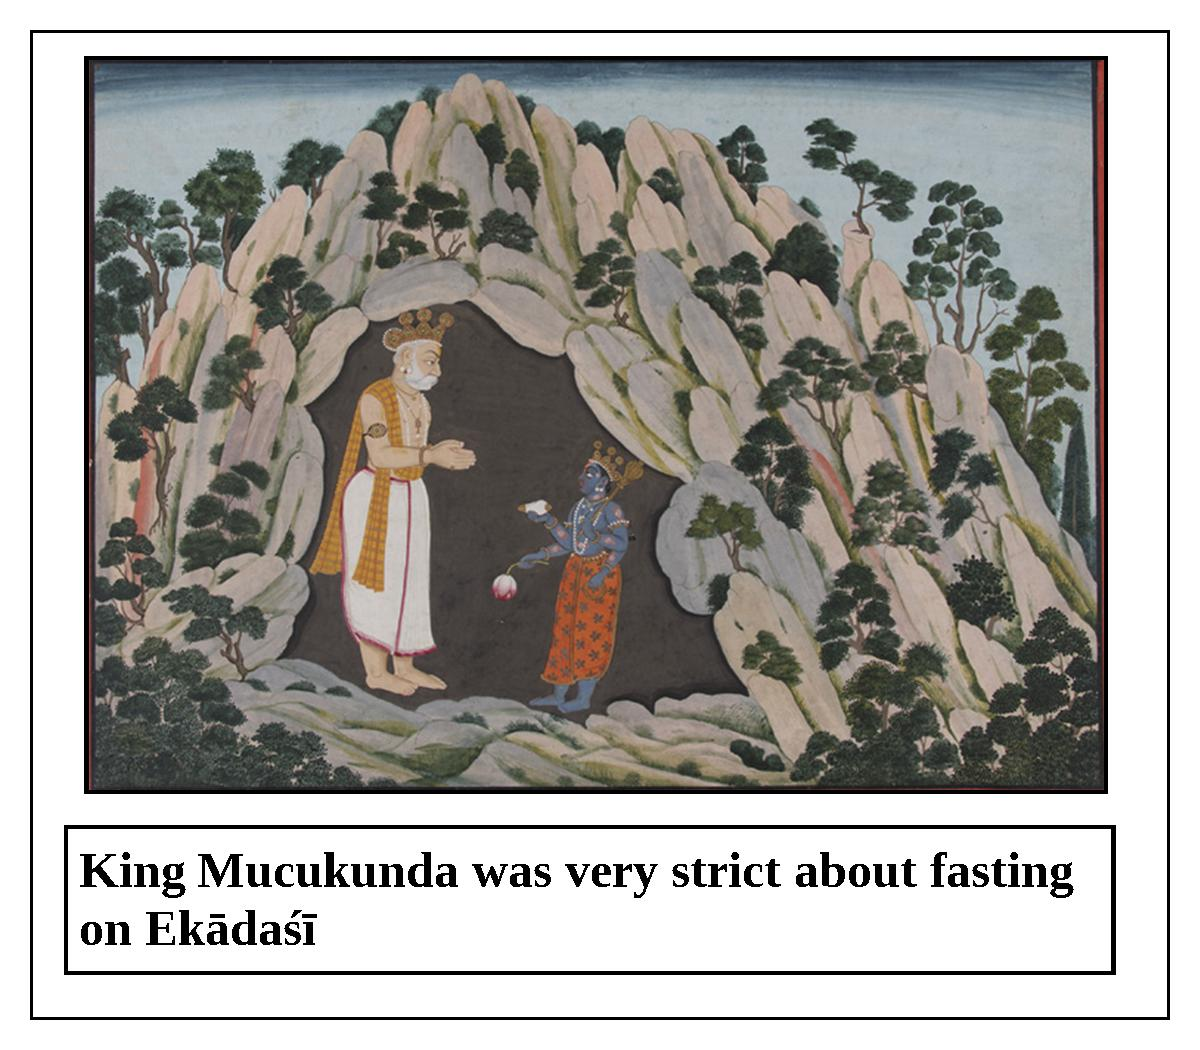 King Mucukunda was very strict about fasting
on Ekādaśī